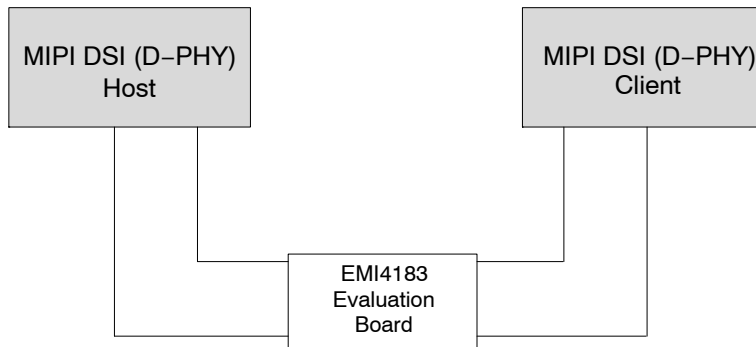 MIPI DSI (D−PHY)
Host
MIPI DSI (D−PHY)
Client
EMI4183
Evaluation
Board